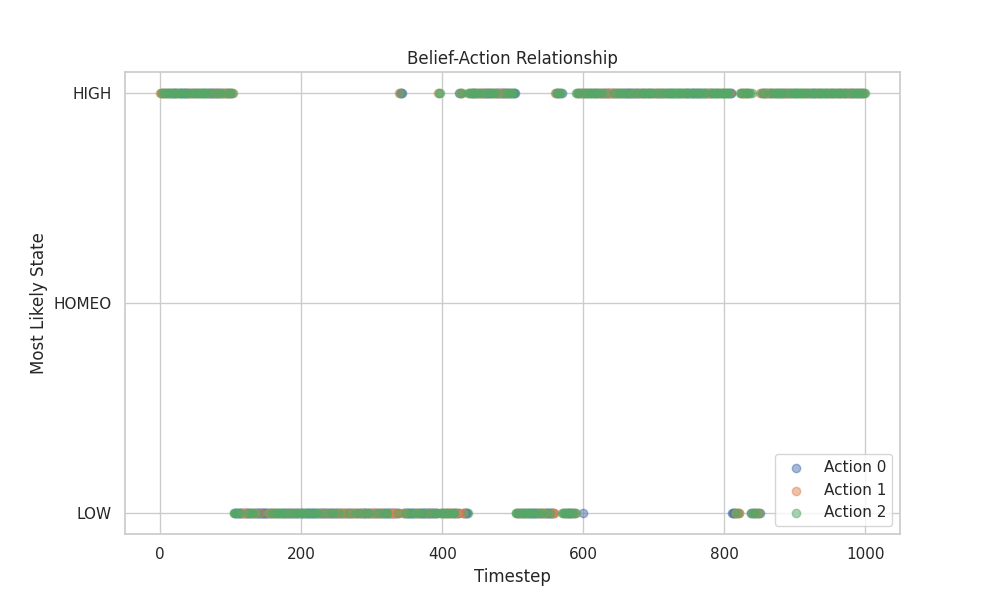 Belief-Action Relationship
HIGH
HOMEO
LOW
Most Likely State
0
200
400
600
800
1000
Timestep
Action 0
Action 1
Action 2